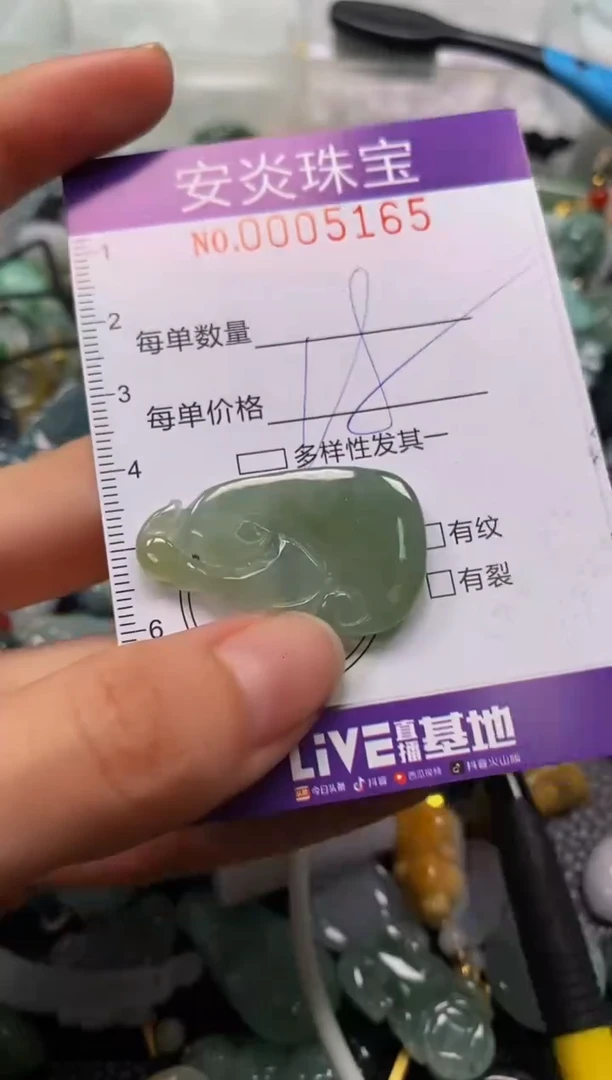 安炎珠宝
NO.0005165
1
2
每单数量
3
每单价格
4
多样性发其一
有纹
有裂
6
LiVE直播基地
今日头条 抖音 西瓜视频 抖音火山版